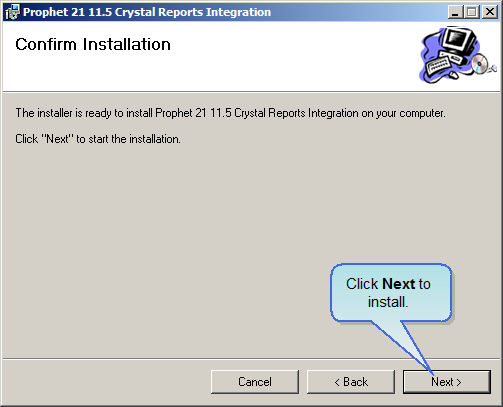 Prophet 21 11.5 Crystal Reports Integration
Confirm Installation
The installer is ready to install Prophet 21 11.5 Crystal Reports Integration on your computer.
Click "Next" to start the installation.
Click Next to
install.
Cancel
< Back
Next >